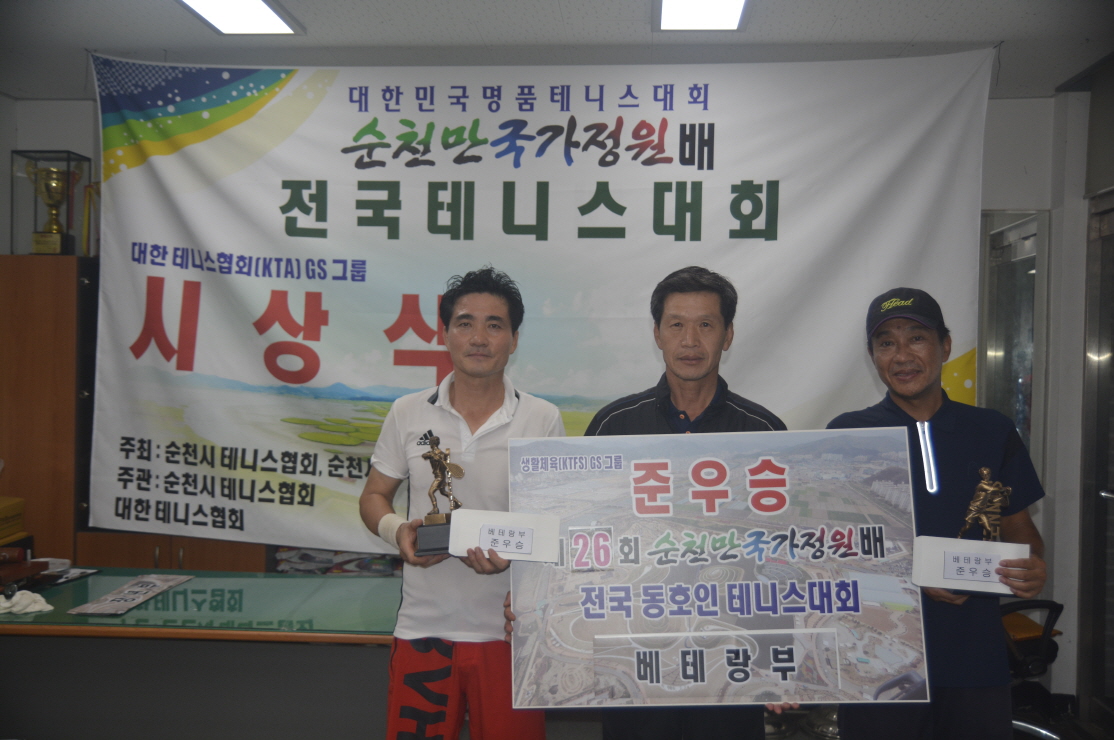 대한민국명품테니스대회
순천만국가정원배
전국테니스대회
대한 테니스협회(KTA) GS 그룹
시 상 식
주최 : 순천시 테니스협회, 순천
주관 : 순천시 테니스협회
대한 테니스협회
Head
adidas
생활체육(KTFS) GS 그룹
준우승
26회 순천만국가정원배
전국 동호인 테니스대회
베테랑부
베테랑부
준우승
베테랑부
준우승